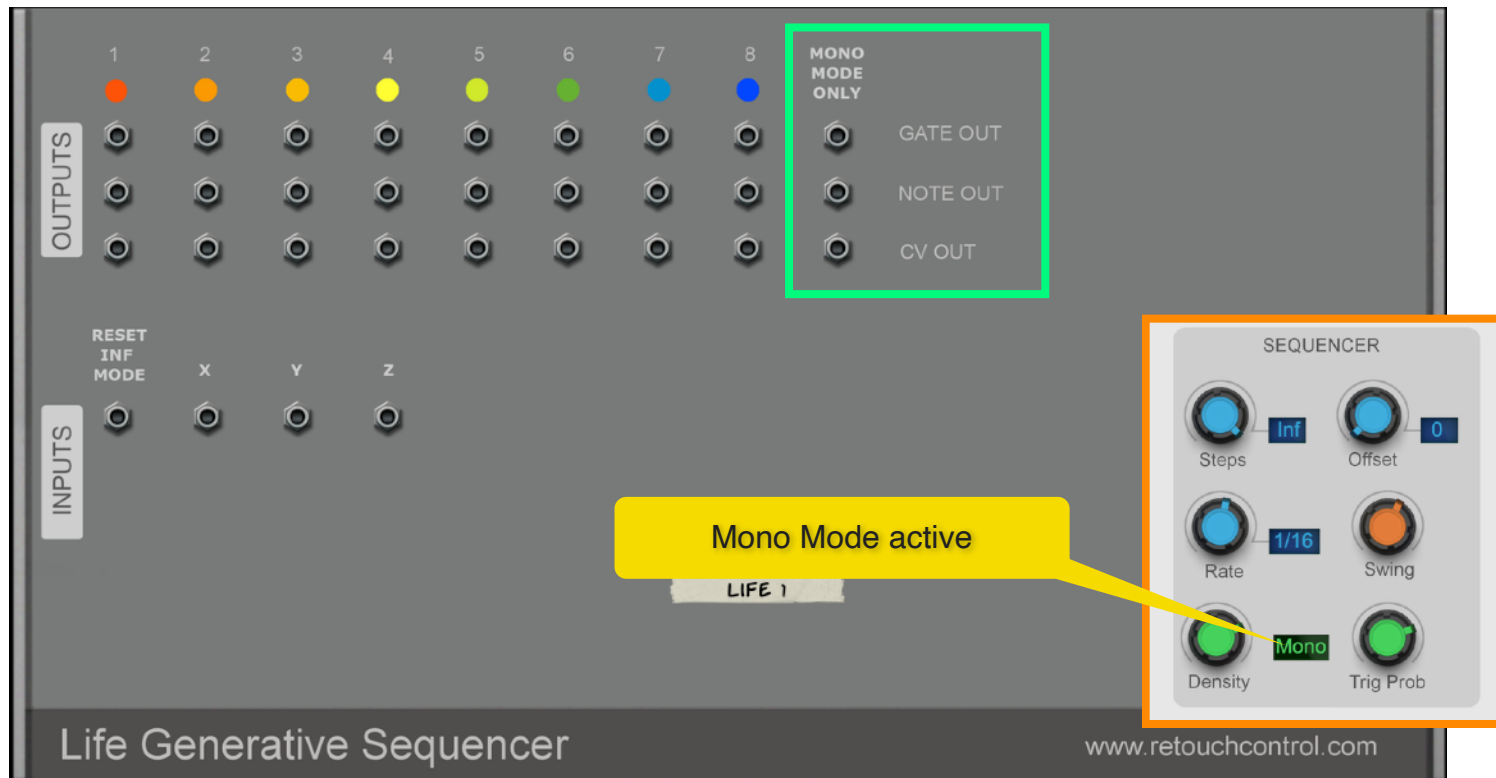 1 2 3 4 5 6 7 8 MONO
MODE
ONLY
OUTPUTS
GATE OUT
NOTE OUT
CV OUT
RESET
INF
MODE X Y Z
INPUTS
SEQUENCER
Inf 0
Steps Offset
1/16
Rate Swing
Mono
Density Trig Prob
Mono Mode active
LIFE 1
Life Generative Sequencer www.retouchcontrol.com